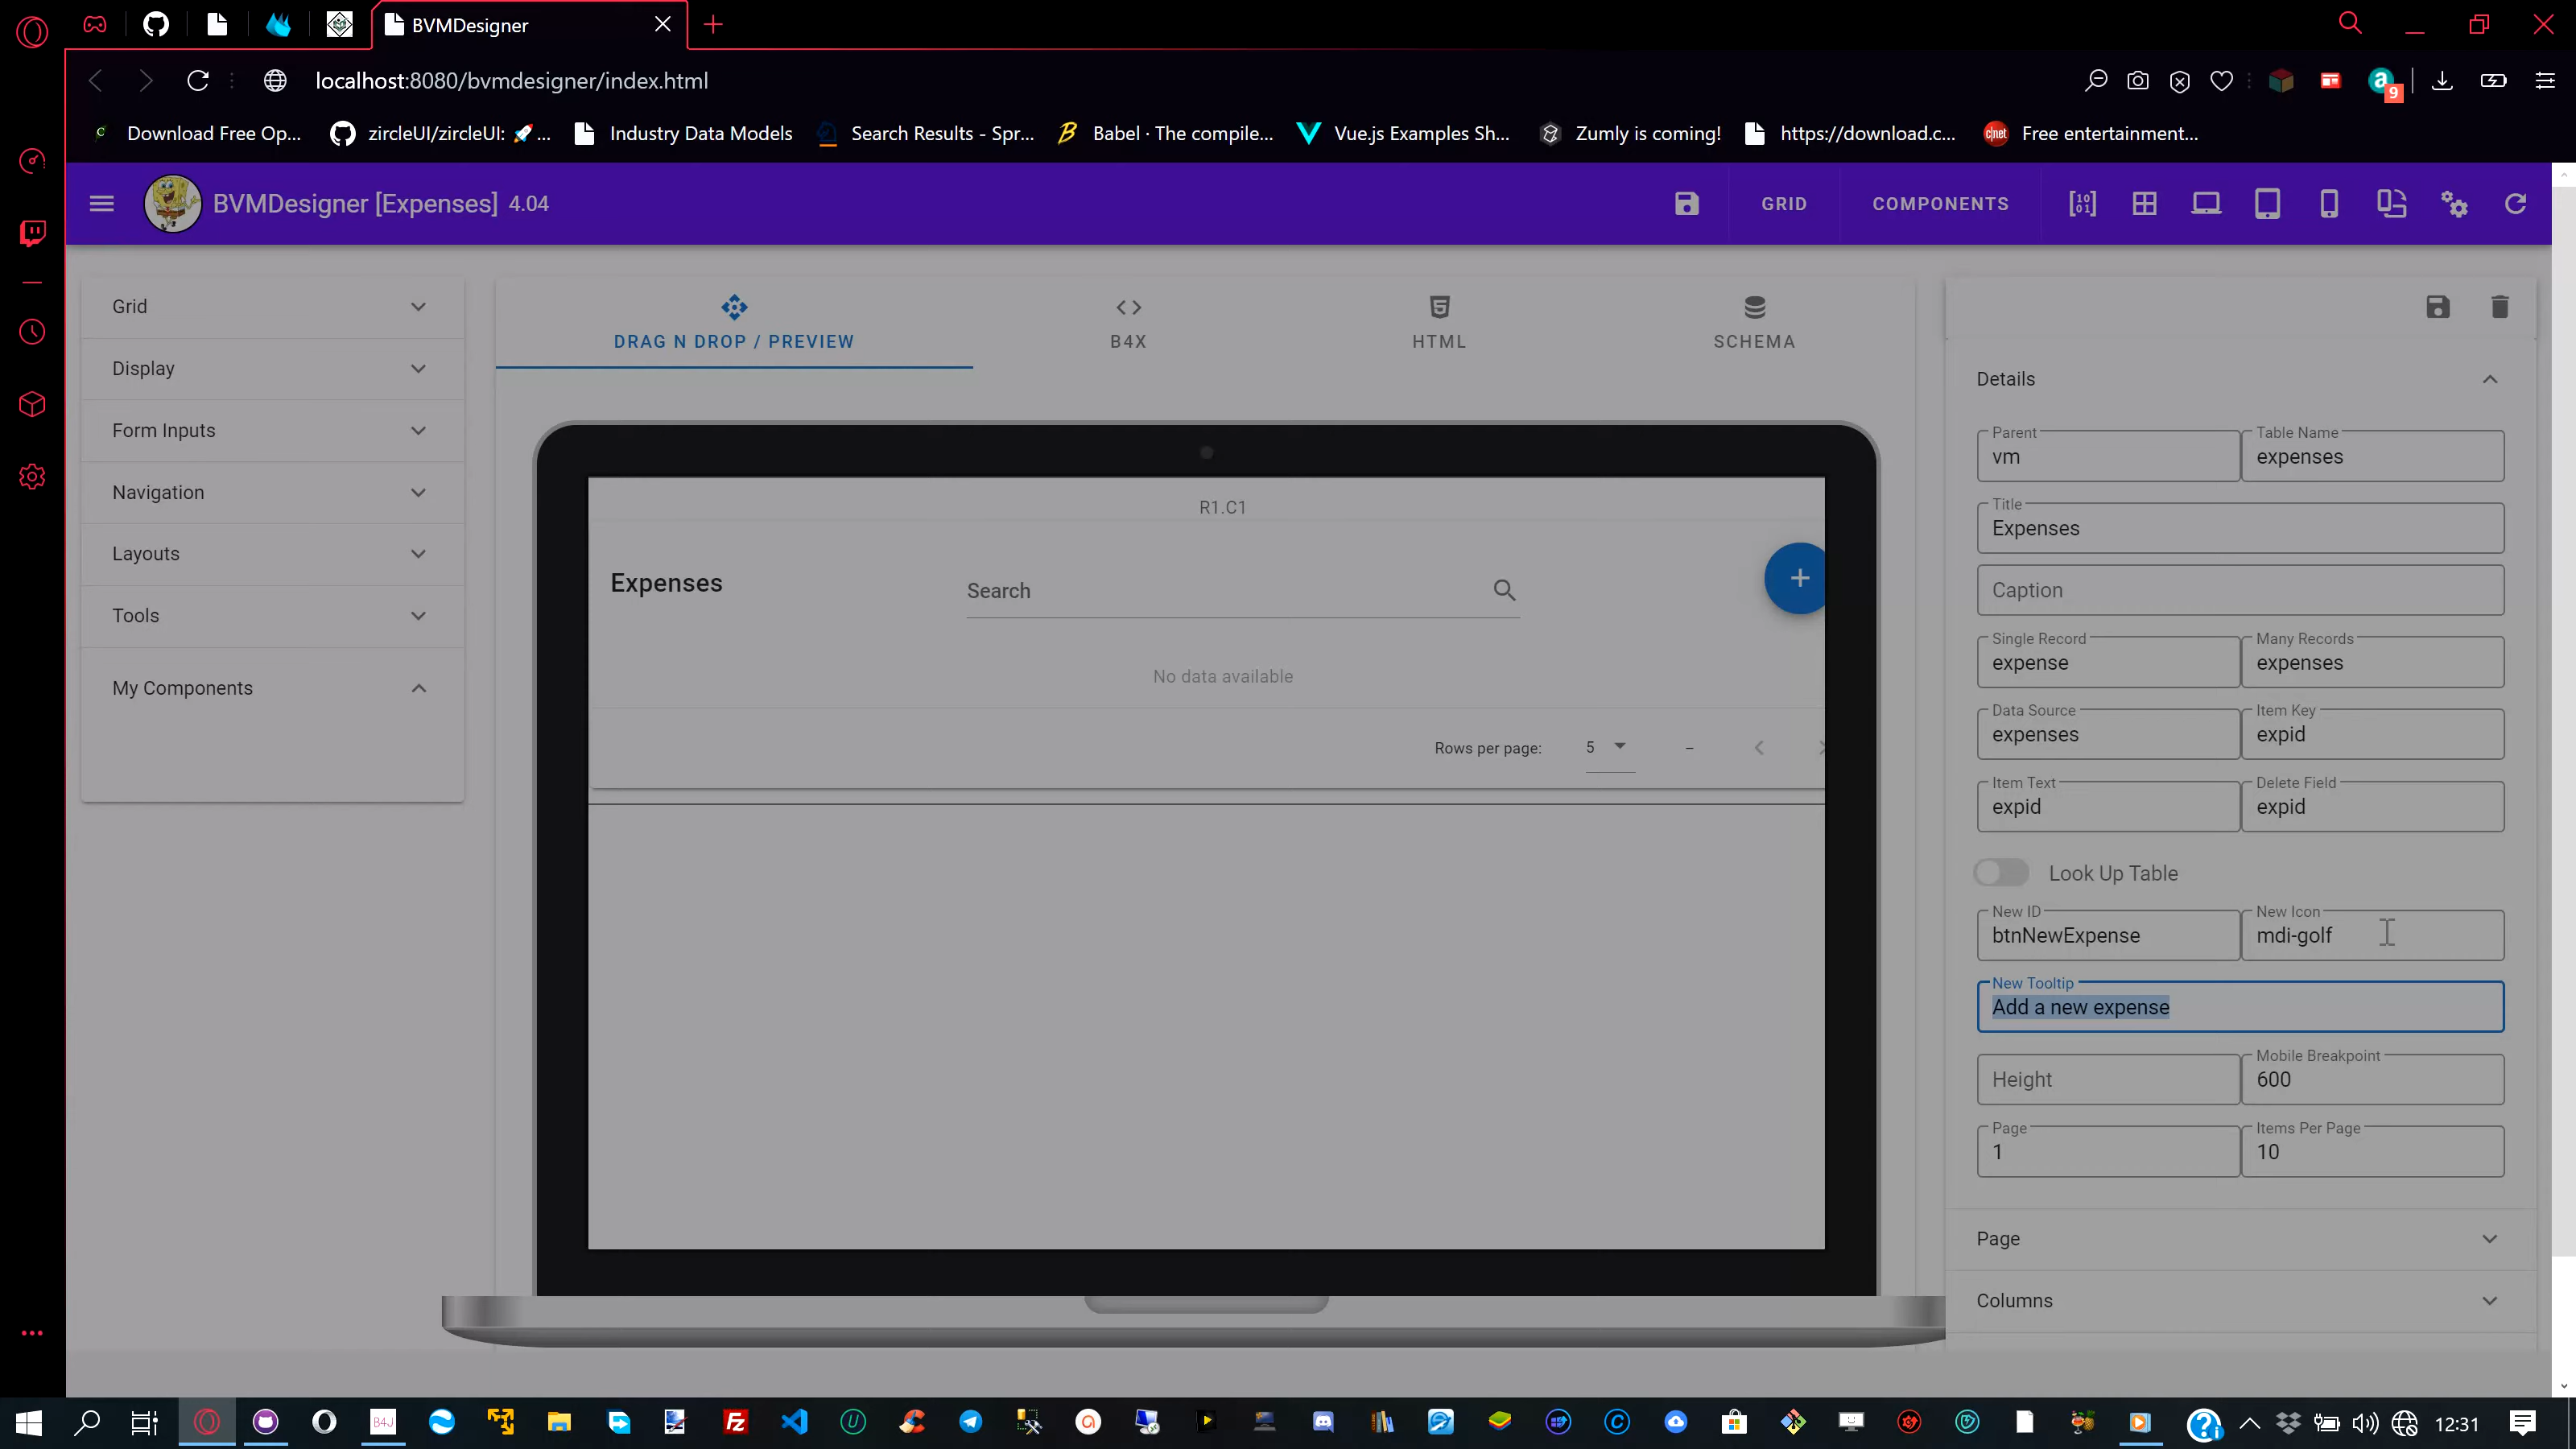 BVMDesigner
localhost:8080/bvmdesigner/index.html
9
Download Free Op...
zircleUI/zircleUI: 🚀 ...
Industry Data Models
Search Results - Spr...
Babel · The compile...
Vue.js Examples Sh...
Zumly is coming!
https://download.c...
Free entertainment...
BVMDesigner [Expenses] 4.04
GRID
COMPONENTS
Grid
Display
Form Inputs
Navigation
Layouts
Tools
My Components
DRAG N DROP / PREVIEW
B4X
HTML
SCHEMA
R1.C1
Expenses
Search
No data available
Rows per page:
5
–
Details
Parent
vm
Table Name
expenses
Title
Expenses
Caption
Single Record
expense
Many Records
expenses
Data Source
expenses
Item Key
expid
Item Text
expid
Delete Field
expid
Look Up Table
New ID
btnNewExpense
New Icon
mdi-golf
New Tooltip
Add a new expense
Height
Mobile Breakpoint
600
Page
1
Items Per Page
10
Page
Columns
B4J
12:31